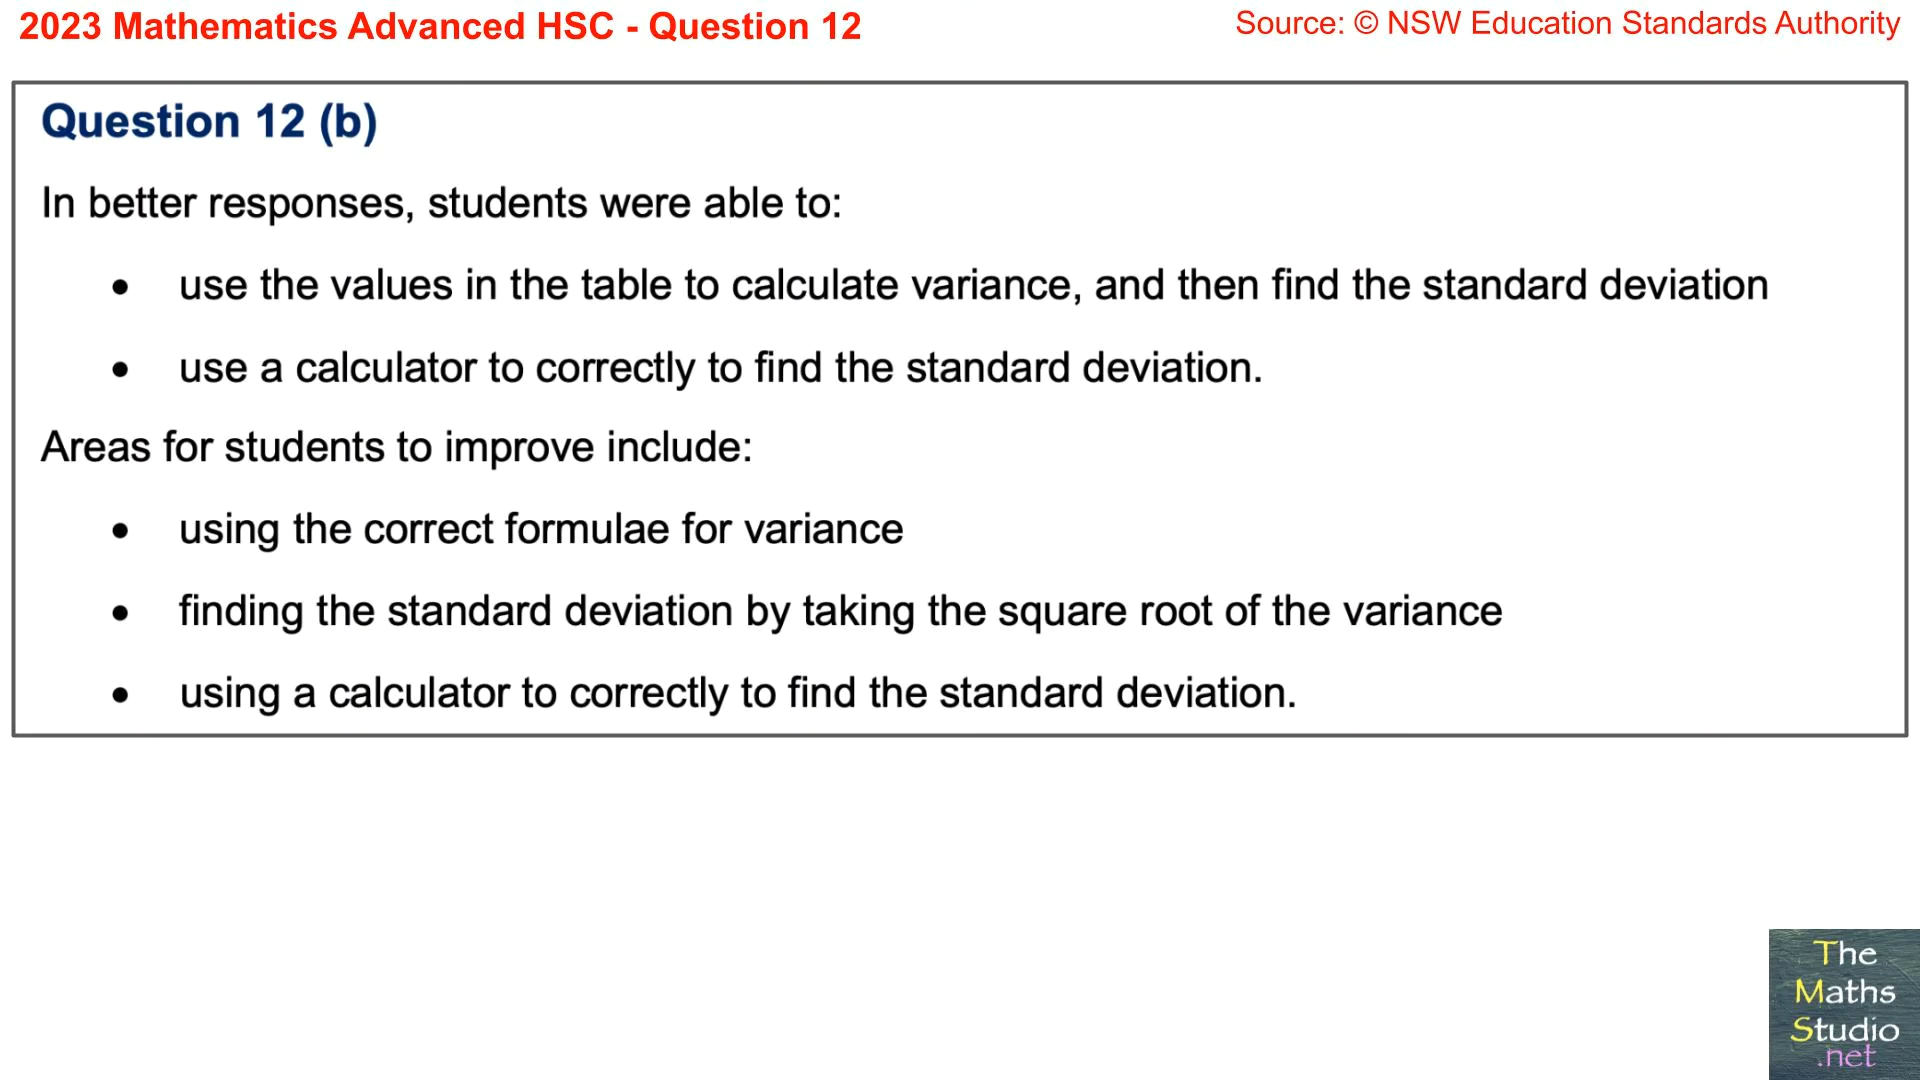 2023 Mathematics Advanced HSC - Question 12
Source: © NSW Education Standards Authority
Question 12 (b)
In better responses, students were able to:
• use the values in the table to calculate variance, and then find the standard deviation
• use a calculator to correctly to find the standard deviation.
Areas for students to improve include:
• using the correct formulae for variance
• finding the standard deviation by taking the square root of the variance
• using a calculator to correctly to find the standard deviation.
The
Maths
Studio
.net